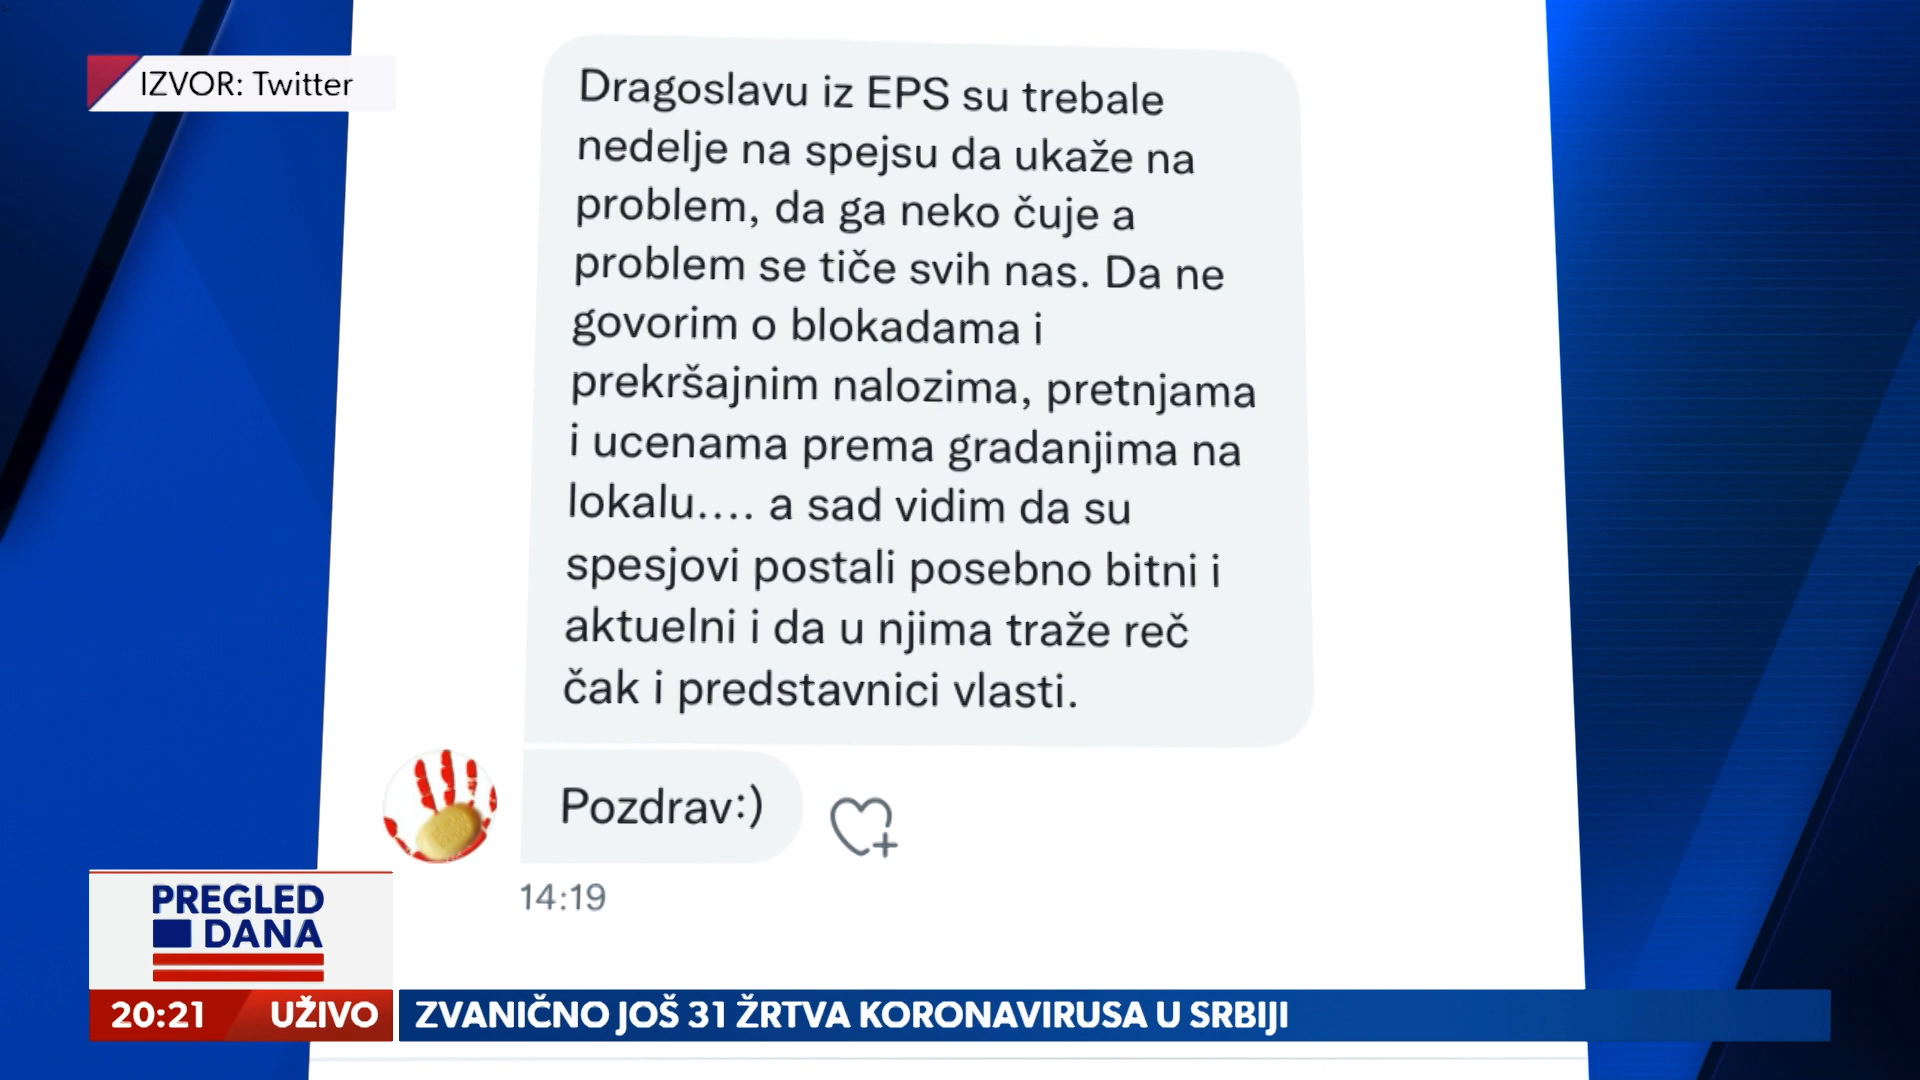 IZVOR: Twitter
Dragoslavu iz EPS su trebale
nedelje na spejsu da ukaže na
problem, da ga neko čuje a
problem se tiče svih nas. Da ne
govorim o blokadama i
prekršajnim nalozima, pretnjama
i ucenama prema gradanjima na
lokalu.... a sad vidim da su
spesjovi postali posebno bitni i
aktuelni i da u njima traže reč
čak i predstavnici vlasti.
Pozdrav:)
14:19
PREGLED
DANA
20:21 UŽIVO ZVANIČNO JOŠ 31 ŽRTVA KORONAVIRUSA U SRBIJI